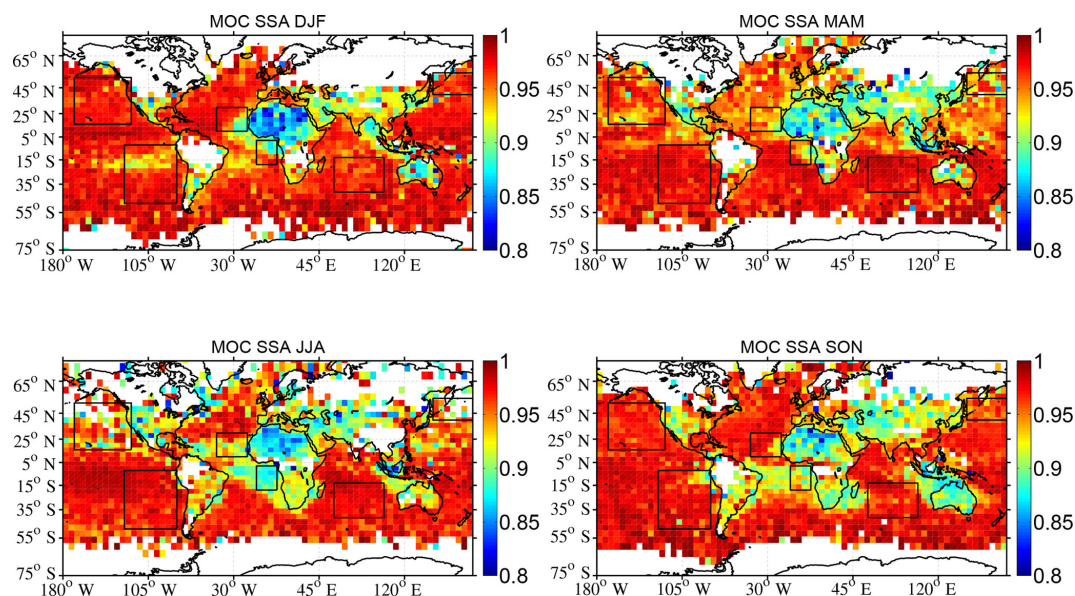 MOC SSA DJF
65° N
45° N
25° N
5° N
15° S
35° S
55° S
75° S
180° W
105° W
30° W
45° E
120° E
1
0.95
0.9
0.85
0.8
MOC SSA MAM
65° N
45° N
25° N
5° N
15° S
35° S
55° S
75° S
180° W
105° W
30° W
45° E
120° E
1
0.95
0.9
0.85
0.8
MOC SSA JJA
65° N
45° N
25° N
5° N
15° S
35° S
55° S
75° S
180° W
105° W
30° W
45° E
120° E
1
0.95
0.9
0.85
0.8
MOC SSA SON
65° N
45° N
25° N
5° N
15° S
35° S
55° S
75° S
180° W
105° W
30° W
45° E
120° E
1
0.95
0.9
0.85
0.8